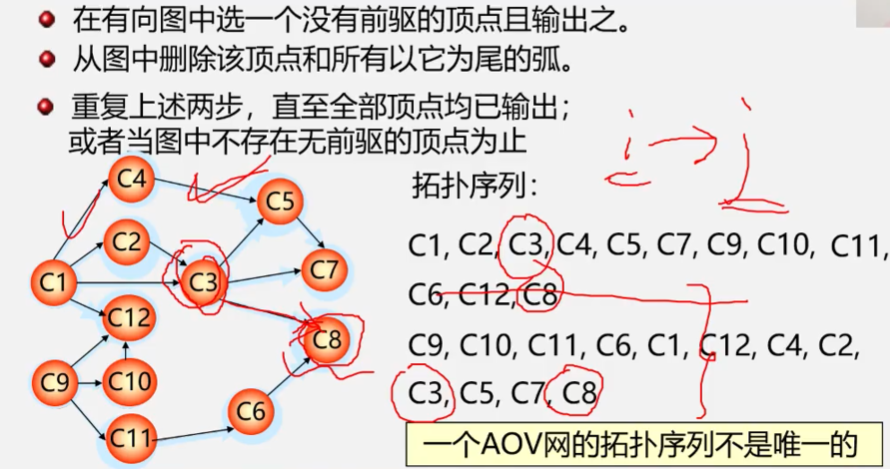 在有向图中选一个没有前驱的顶点且输出之。
从图中删除该顶点和所有以它为尾的弧。
重复上述两步，直至全部顶点均已输出；
或者当图中不存在无前驱的顶点为止
i → j
拓扑序列：
C1, C2, C3, C4, C5, C7, C9, C10, C11,
C6, C12, C8
C9, C10, C11, C6, C1, C12, C4, C2,
C3, C5, C7, C8
一个AOV网的拓扑序列不是唯一的
C4
C5
C2
C1
C3
C7
C12
C8
C9
C10
C6
C11